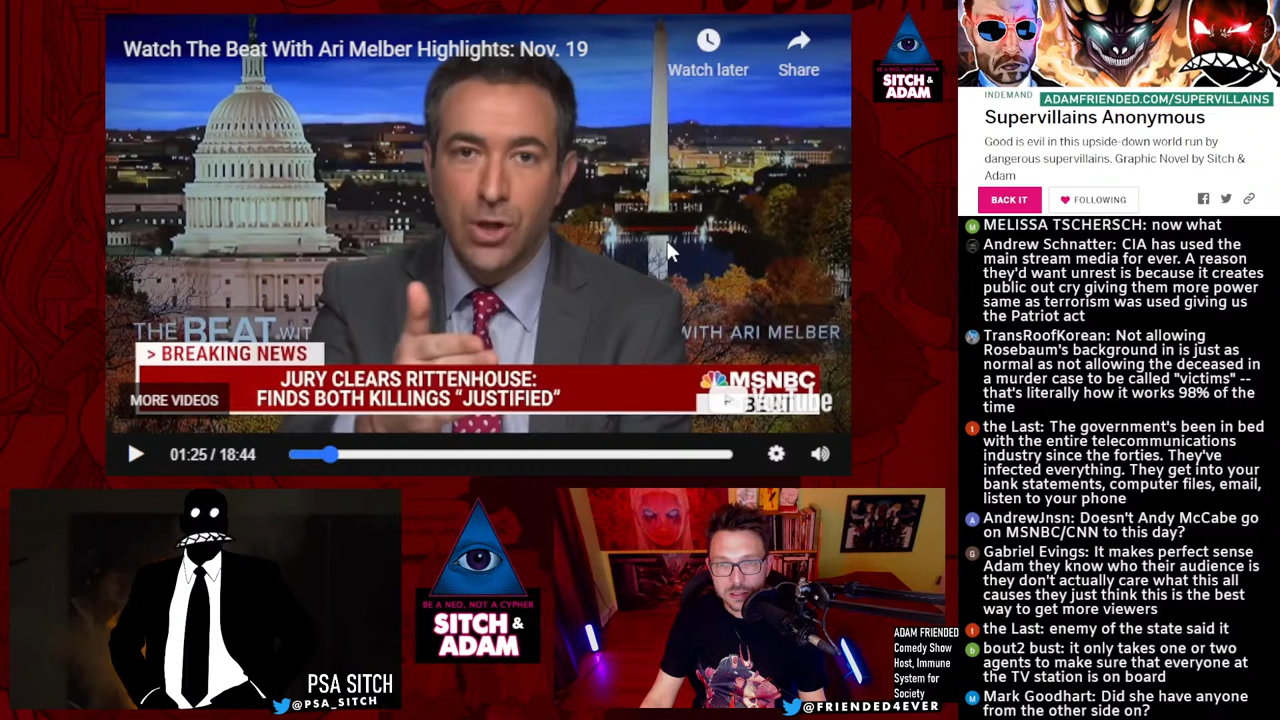 Watch The Beat With Ari Melber Highlights: Nov. 19
Watch later
Share
THE BEAT WIT
WITH ARI MELBER
> BREAKING NEWS
JURY CLEARS RITTENHOUSE:
FINDS BOTH KILLINGS “JUSTIFIED”
MSNBC
YouTube
MORE VIDEOS
01:25 / 18:44
BE A NEO, NOT A CYPHER
SITCH &
ADAM
INDEMAND
ADAMFRIENDED.COM/SUPERVILLAINS
Supervillains Anonymous
Good is evil in this upside-down world run by
dangerous supervillains. Graphic Novel by Sitch &
Adam
BACK IT
FOLLOWING
MELISSA TSCHERSCH: now what
Andrew Schnatter: CIA has used the
main stream media for ever. A reason
they'd want unrest is because it creates
public out cry giving them more power
same as terrorism was used giving us
the Patriot act
TransRoofKorean: Not allowing
Rosebaum's background in is just as
normal as not allowing the deceased in
a murder case to be called "victims" --
that's literally how it works 98% of the
time
the Last: The government's been in bed
with the entire telecommunications
industry since the forties. They've
infected everything. They get into your
bank statements, computer files, email,
listen to your phone
AndrewJnsn: Doesn't Andy McCabe go
on MSNBC/CNN to this day?
Gabriel Evings: It makes perfect sense
Adam they know who their audience is
they don't actually care what this all
causes they just think this is the best
way to get more viewers
the Last: enemy of the state said it
bout2 bust: it only takes one or two
agents to make sure that everyone at
the TV station is on board
Mark Goodhart: Did she have anyone
from the other side on?
PSA SITCH
@PSA_SITCH
BE A NEO, NOT A CYPHER
SITCH &
ADAM
ADAM FRIENDED
Comedy Show
Host, Immune
System for
Society
@FRIENDED4EVER